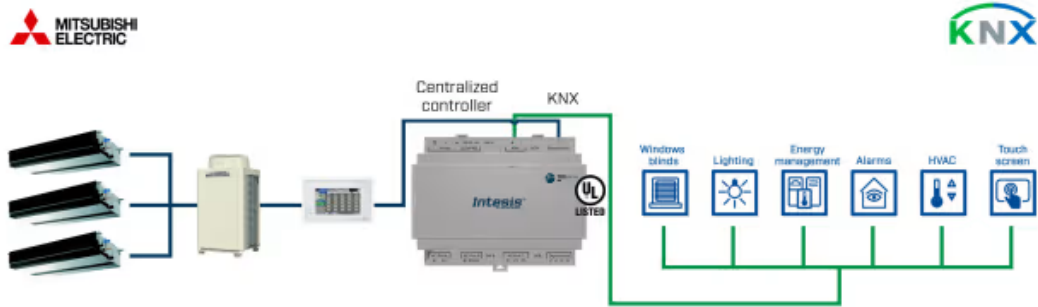 MITSUBISHI
ELECTRIC
KNX
Centralized
controller
KNX
Intesis
UL
LISTED
Windows
blinds
Lighting
Energy
management
Alarms
HVAC
Touch
screen